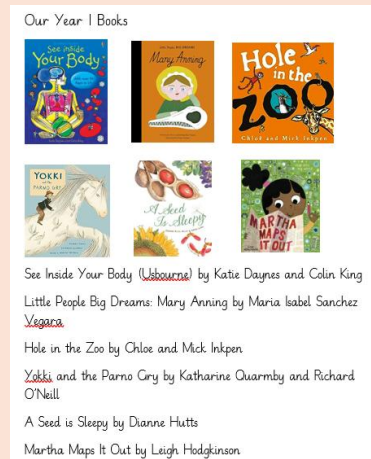 Our Year 1 Books
See inside
Your Body
Mary Anning
Hole
in the
ZOO
Chloë and Mick Inkpen
YOKKI
AND THE
PARNO GRY
A Seed
Is Sleepy
MARTHA
MAPS
IT OUT
See Inside Your Body (Usbourne) by Katie Daynes and Colin King
Little People Big Dreams: Mary Anning by Maria Isabel Sanchez
Vegara
Hole in the Zoo by Chloe and Mick Inkpen
Yokki and the Parno Gry by Katharine Quarmby and Richard
O'Neill
A Seed is Sleepy by Dianne Hutts
Martha Maps It Out by Leigh Hodgkinson